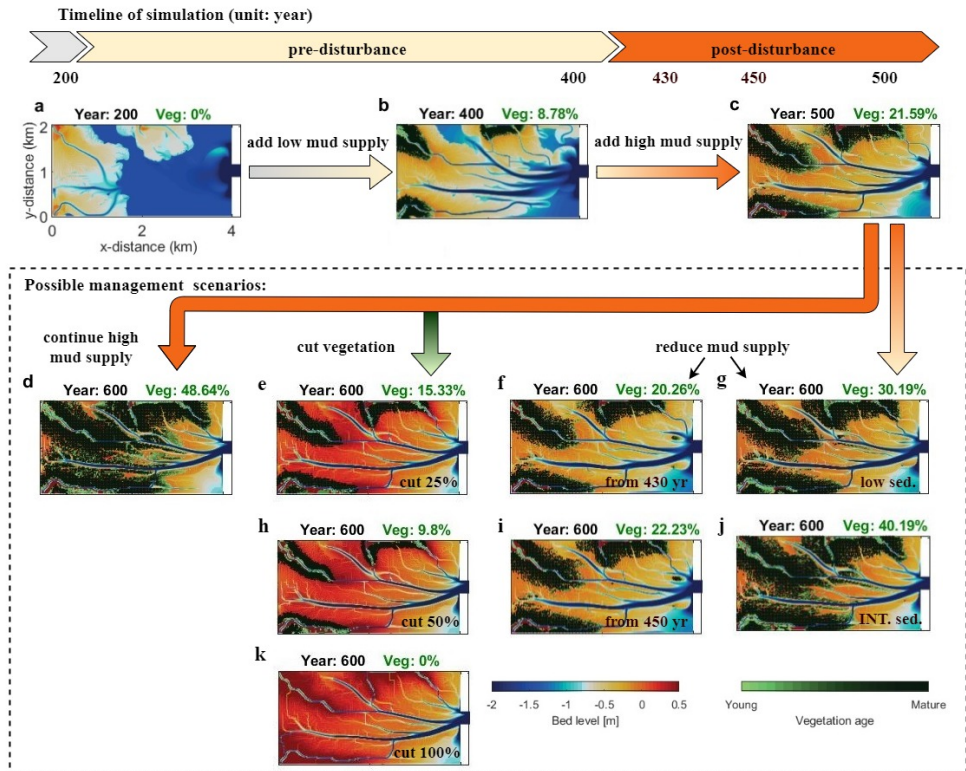 Timeline of simulation (unit: year)
pre-disturbance
post-disturbance
200
400
430
450
500
a
Year: 200 Veg: 0%
2
1
0
y-distance (km)
0
2
4
x-distance (km)
add low mud supply
b
Year: 400 Veg: 8.78%
add high mud supply
c
Year: 500 Veg: 21.59%
Possible management scenarios:
continue high
mud supply
cut vegetation
reduce mud supply
d
Year: 600 Veg: 48.64%
e
Year: 600 Veg: 15.33%
cut 25%
f
Year: 600 Veg: 20.26%
from 430 yr
g
Year: 600 Veg: 30.19%
low sed.
h
Year: 600 Veg: 9.8%
cut 50%
i
Year: 600 Veg: 22.23%
from 450 yr
j
Year: 600 Veg: 40.19%
INT. sed.
k
Year: 600 Veg: 0%
cut 100%
-2 -1.5 -1 -0.5 0 0.5
Bed level [m]
Young Mature
Vegetation age